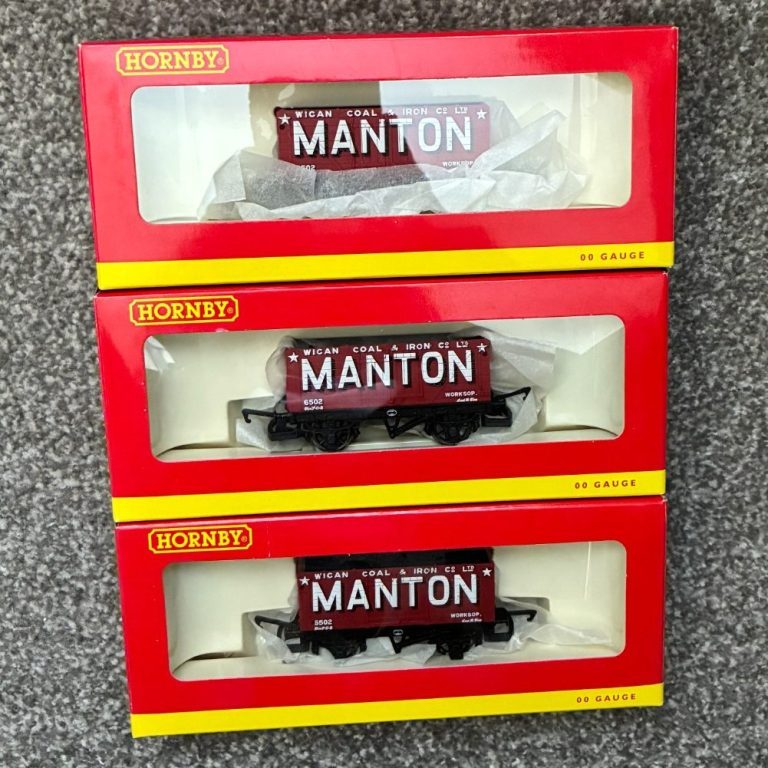 HORNBY®
WIGAN COAL & IRON Co LTD
MANTON
6502
WORKSOP.
00 GAUGE
HORNBY®
WIGAN COAL & IRON Co LTD
MANTON
6502
WORKSOP.
00 GAUGE
HORNBY®
WIGAN COAL & IRON Co LTD
MANTON
5502
WORKSOP.
00 GAUGE